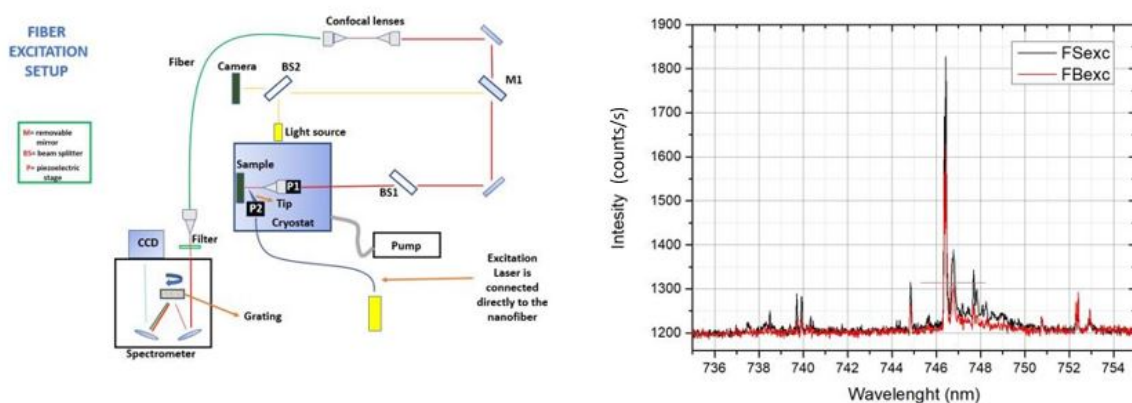 FIBER
EXCITATION
SETUP
Confocal lenses
Fiber
Camera
BS2
M1
Light source
M= removable
mirror
BS= beam splitter
P= piezoelectric
stage
Sample
P1
BS1
P2
Tip
Cryostat
Pump
CCD
Filter
Excitation
Laser is
connected
directly to the
nanofiber
Grating
Spectrometer
1900
1800
1700
1600
1500
1400
1300
1200
Intesity (counts/s)
FSexc
FBexc
736 738 740 742 744 746 748 750 752 754
Wavelenght (nm)